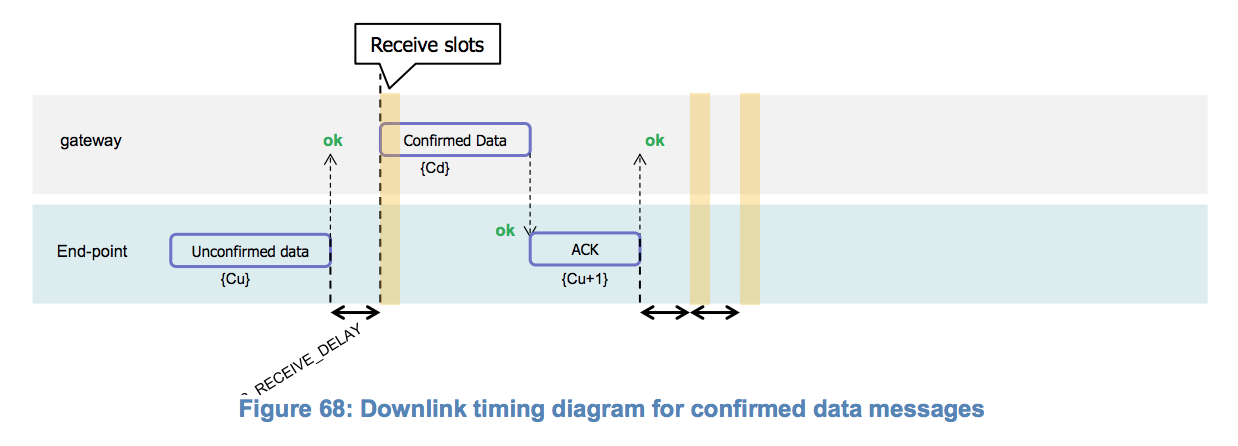 Receive slots
gateway
ok
Confirmed Data
ok
{Cd}
End-point
Unconfirmed data
ok
ACK
{Cu}
{Cu+1}
_RECEIVE_DELAY
Figure 68: Downlink timing diagram for confirmed data messages